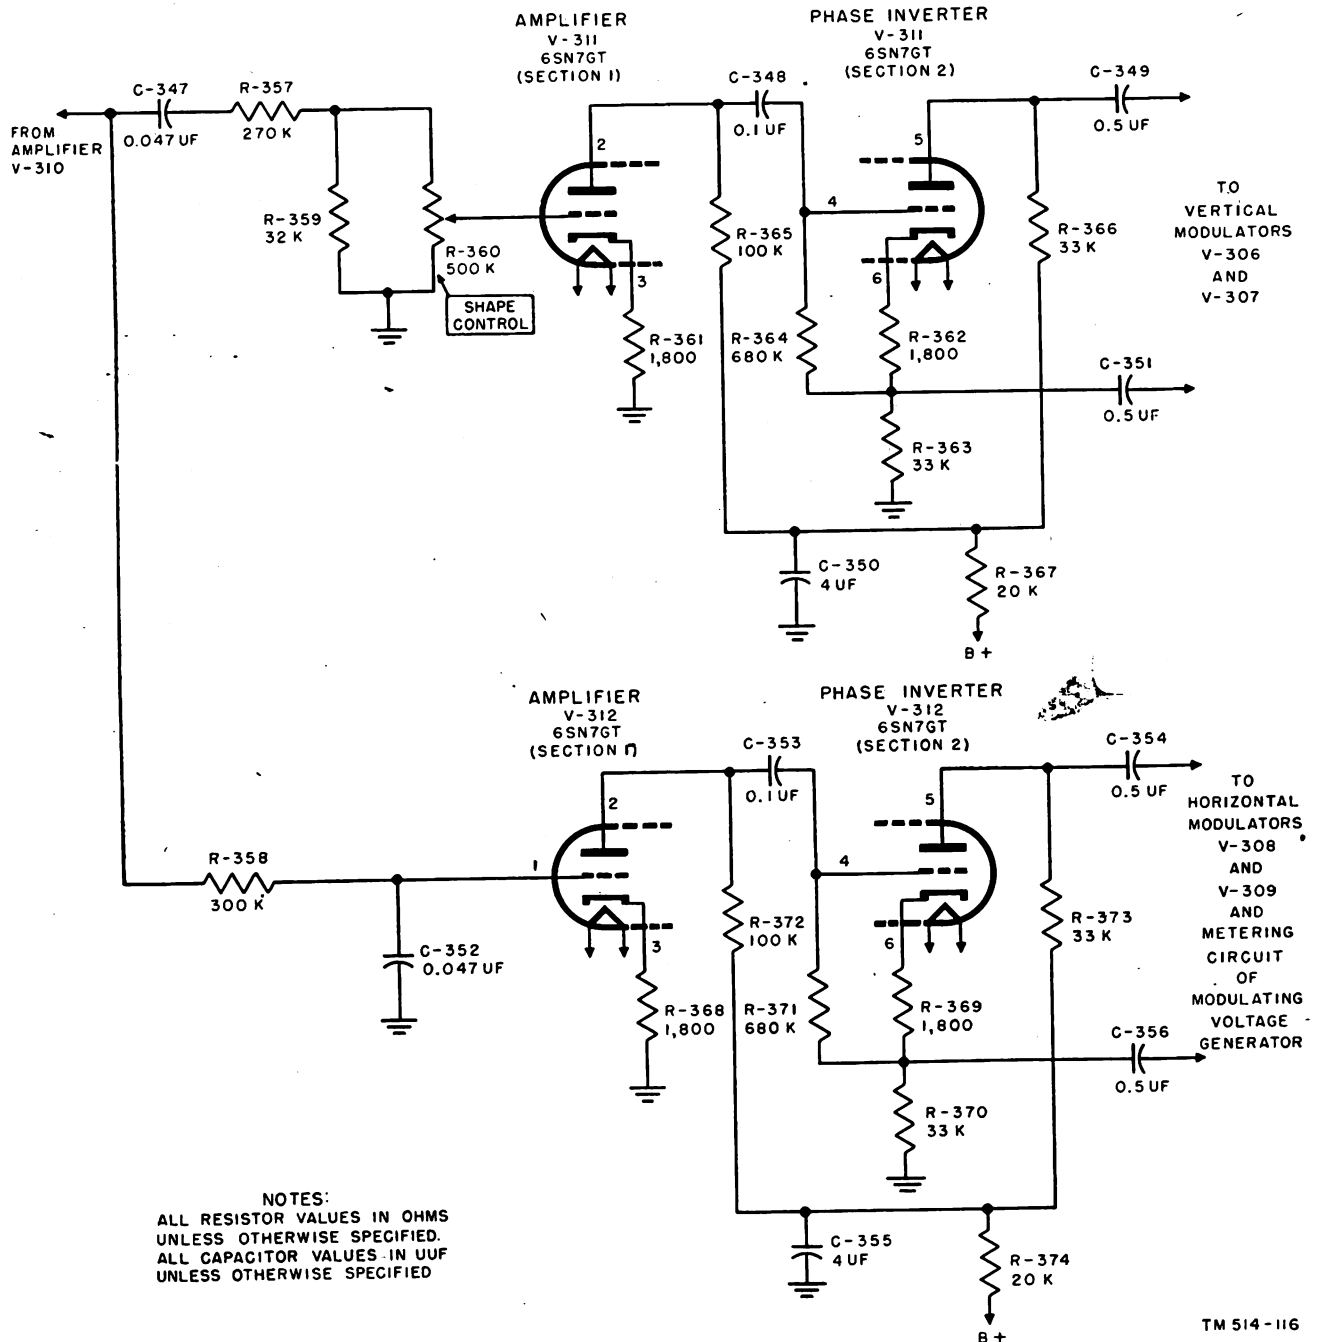 AMPLIFIER
V-311
6SN7GT
(SECTION 1)
PHASE INVERTER
V-311
6SN7GT
(SECTION 2)
C-347
0.047 UF
R-357
270 K
FROM
AMPLIFIER
V-310
R-359
32 K
R-360
500 K
SHAPE
CONTROL
2
3
R-361
1,800
C-348
0.1 UF
R-365
100 K
4
5
6
R-364
680 K
R-362
1,800
R-363
33 K
C-349
0.5 UF
R-366
33 K
TO
VERTICAL
MODULATORS
V-306
AND
V-307
C-351
0.5 UF
C-350
4 UF
R-367
20 K
B+
AMPLIFIER
V-312
6SN7GT
(SECTION 1)
PHASE INVERTER
V-312
6SN7GT
(SECTION 2)
R-358
300 K
C-352
0.047 UF
1
2
3
R-368
1,800
C-353
0.1 UF
R-372
100 K
4
5
6
R-371
680 K
R-369
1,800
R-370
33 K
C-354
0.5 UF
R-373
33 K
C-356
0.5 UF
TO
HORIZONTAL
MODULATORS
V-308
AND
V-309
AND
METERING
CIRCUIT
OF
MODULATING
VOLTAGE
GENERATOR
C-355
4 UF
R-374
20 K
B+
NOTES:
ALL RESISTOR VALUES IN OHMS
UNLESS OTHERWISE SPECIFIED.
ALL CAPACITOR VALUES IN UUF
UNLESS OTHERWISE SPECIFIED
TM 514-116